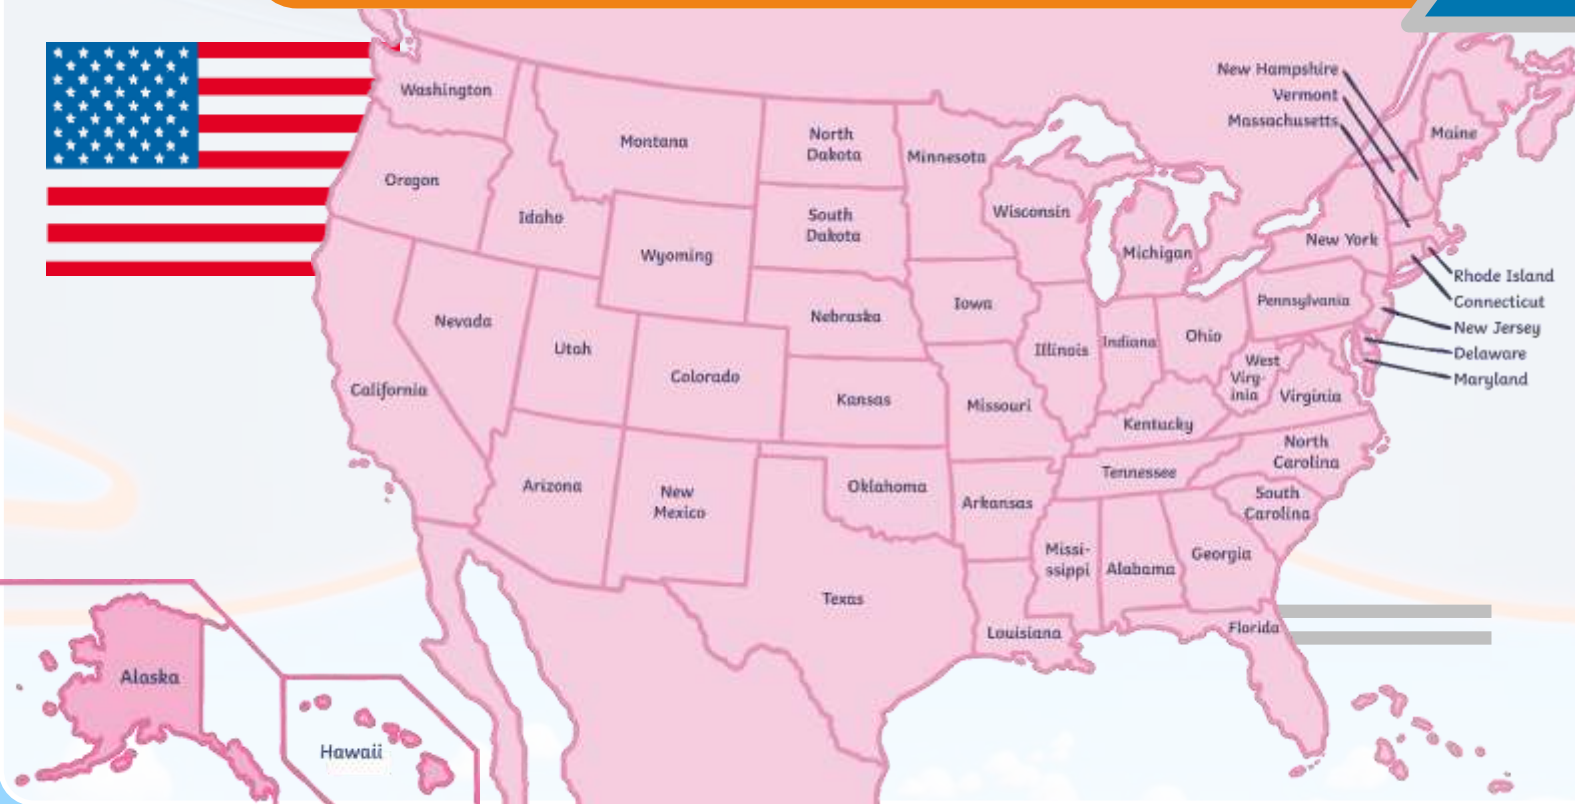 New Hampshire
Vermont
Massachusetts
Washington
Montana
North
Dakota
Minnesota
Maine
Oregon
Idaho
South
Dakota
Wisconsin
Wyoming
Michigan
New York
Rhode Island
Connecticut
New Jersey
Delaware
Maryland
Nevada
Utah
Colorado
Nebraska
Iowa
Illinois
Indiana
Ohio
Pennsylvania
West
Virg-
inia
Virginia
California
Kansas
Missouri
Kentucky
North
Carolina
Tennessee
South
Carolina
Arizona
New
Mexico
Oklahoma
Arkansas
Missi-
ssippi
Alabama
Georgia
Texas
Louisiana
Florida
Alaska
Hawaii